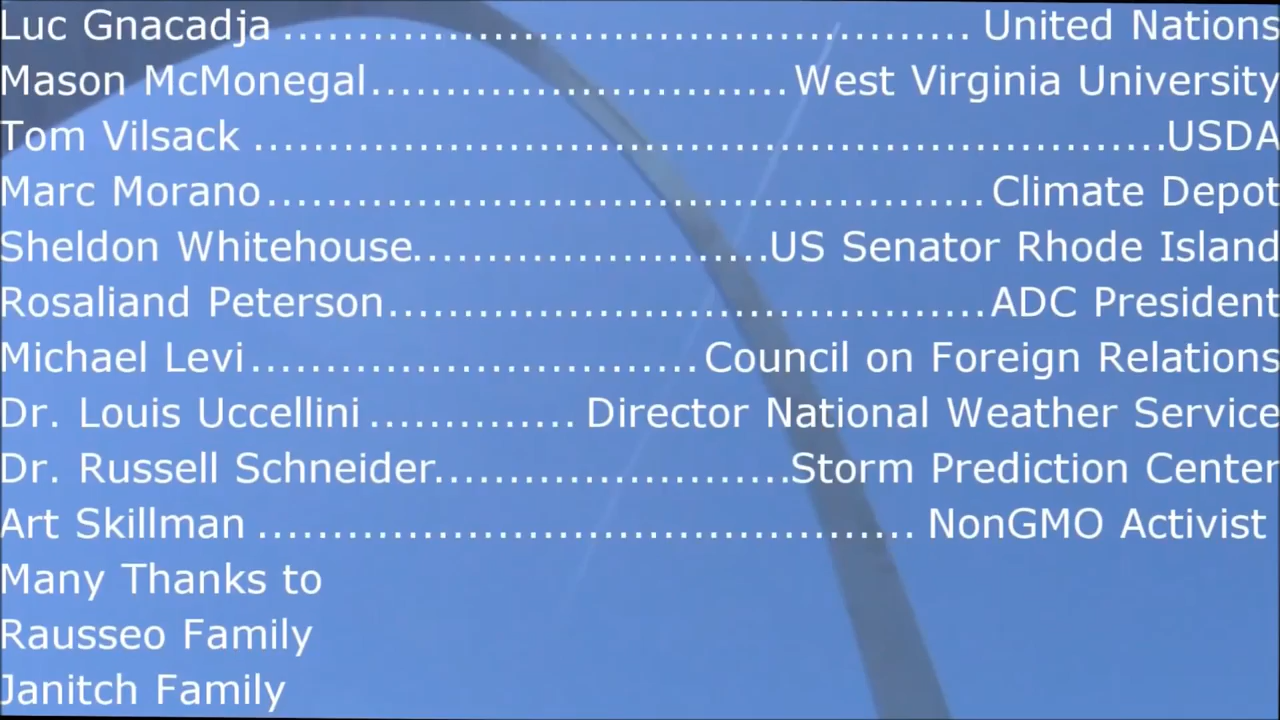 Luc Gnacadja ..................................... United Nations
Mason McMonegal............................West Virginia University
Tom Vilsack .............................................................USDA
Marc Morano................................................Climate Depot
Sheldon Whitehouse........................US Senator Rhode Island
Rosaliand Peterson........................................ADC President
Michael Levi..............................Council on Foreign Relations
Dr. Louis Uccellini .............. Director National Weather Service
Dr. Russell Schneider........................Storm Prediction Center
Art Skillman ............................................ NonGMO Activist
Many Thanks to
Rausseo Family
Janitch Family